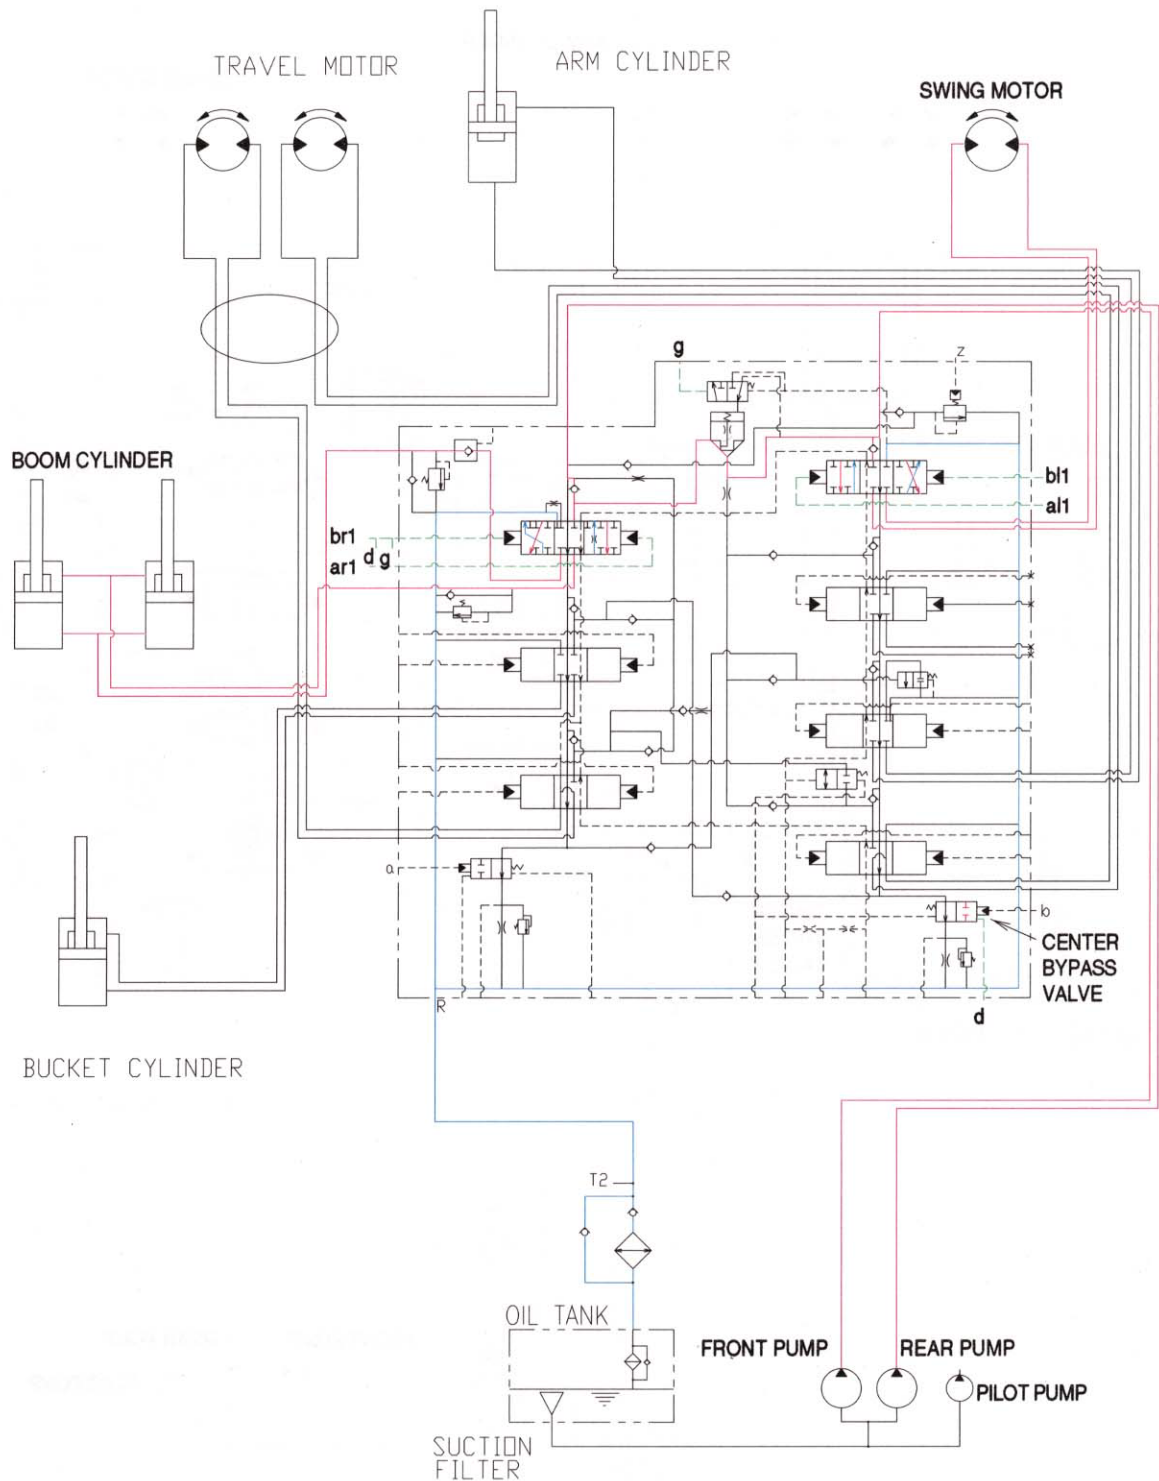 TRAVEL MOTOR
ARM CYLINDER
SWING MOTOR
g
z
BOOM CYLINDER
bl1
al1
br1
d g
ar1
a
b
CENTER
BYPASS
VALVE
R
d
BUCKET CYLINDER
T2
OIL TANK
FRONT PUMP
REAR PUMP
PILOT PUMP
SUCTION
FILTER